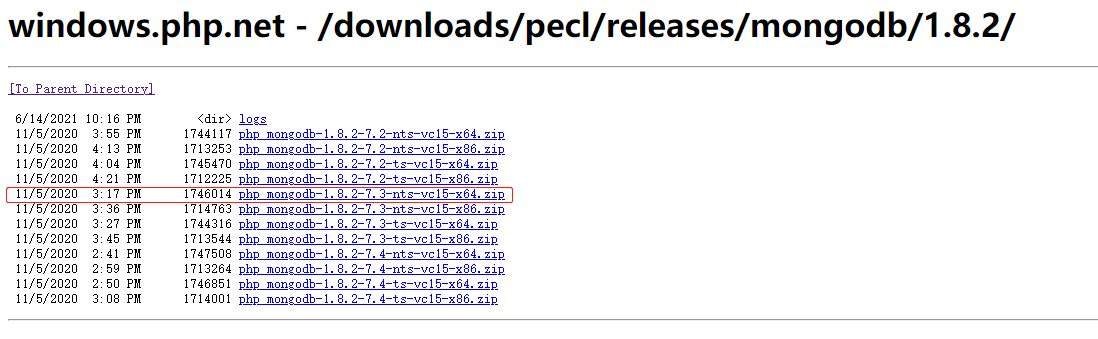 windows.php.net - /downloads/pecl/releases/mongodb/1.8.2/
[To Parent Directory]
6/14/2021 10:16 PM <dir> logs
11/5/2020 3:55 PM 1744117 php_mongodb-1.8.2-7.2-nts-vc15-x64.zip
11/5/2020 4:13 PM 1713253 php_mongodb-1.8.2-7.2-nts-vc15-x86.zip
11/5/2020 4:04 PM 1745470 php_mongodb-1.8.2-7.2-ts-vc15-x64.zip
11/5/2020 4:21 PM 1712225 php_mongodb-1.8.2-7.2-ts-vc15-x86.zip
11/5/2020 3:17 PM 1746014 php_mongodb-1.8.2-7.3-nts-vc15-x64.zip
11/5/2020 3:36 PM 1714763 php_mongodb-1.8.2-7.3-nts-vc15-x86.zip
11/5/2020 3:27 PM 1744316 php_mongodb-1.8.2-7.3-ts-vc15-x64.zip
11/5/2020 3:45 PM 1713544 php_mongodb-1.8.2-7.3-ts-vc15-x86.zip
11/5/2020 2:41 PM 1747508 php_mongodb-1.8.2-7.4-nts-vc15-x64.zip
11/5/2020 2:59 PM 1713264 php_mongodb-1.8.2-7.4-nts-vc15-x86.zip
11/5/2020 2:50 PM 1746851 php_mongodb-1.8.2-7.4-ts-vc15-x64.zip
11/5/2020 3:08 PM 1714001 php_mongodb-1.8.2-7.4-ts-vc15-x86.zip